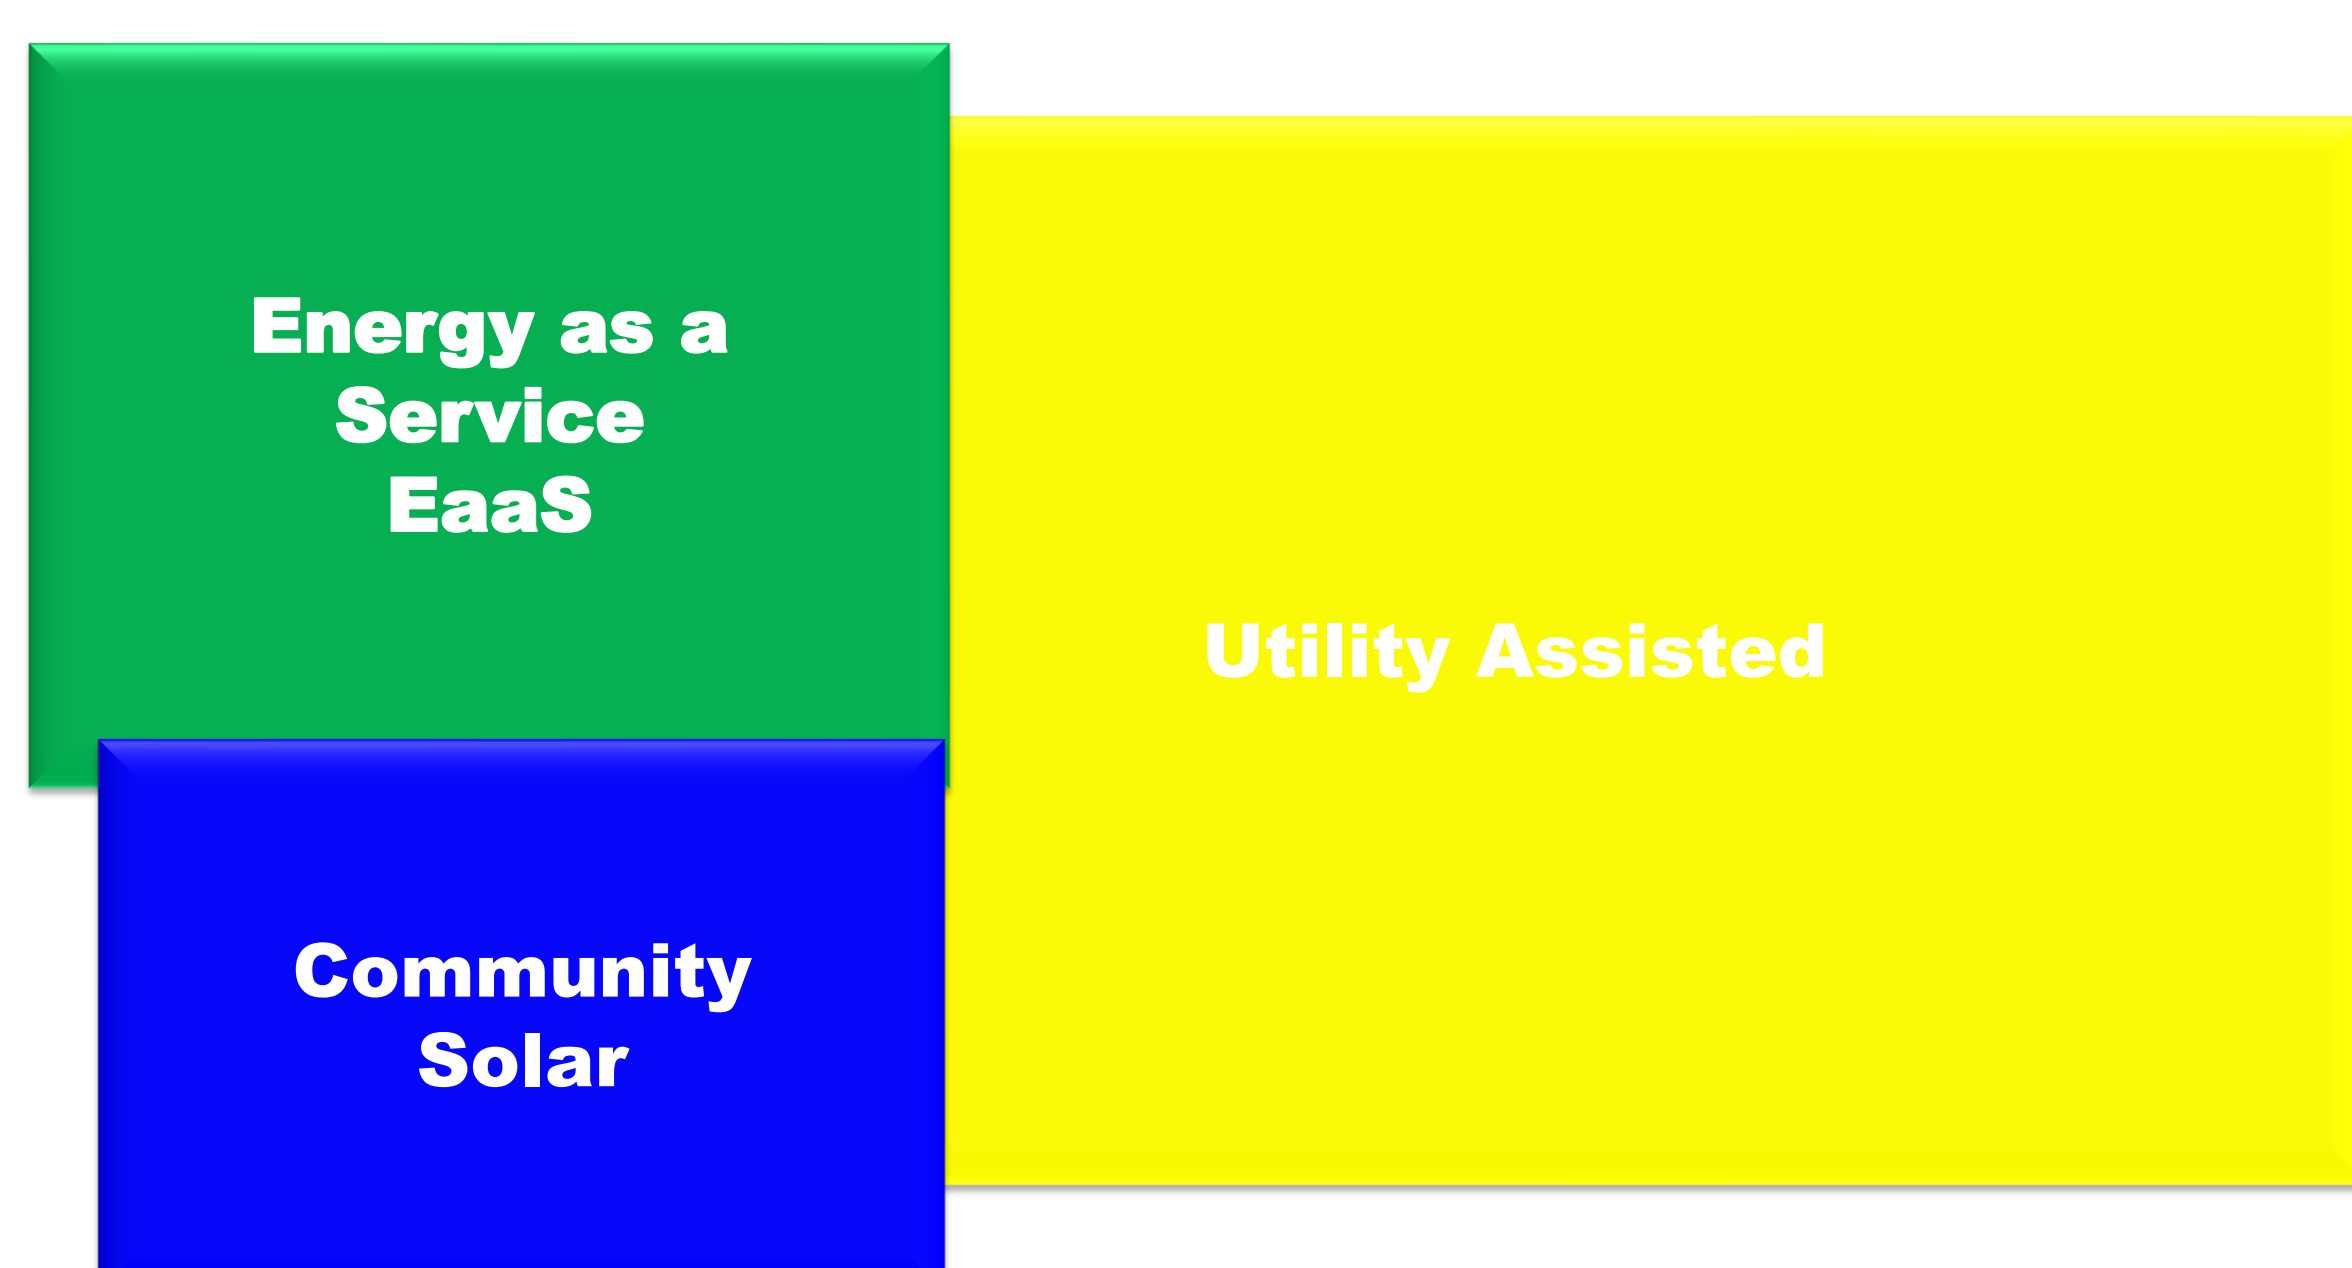 Energy as a
Service
EaaS
Utility Assisted
Community
Solar